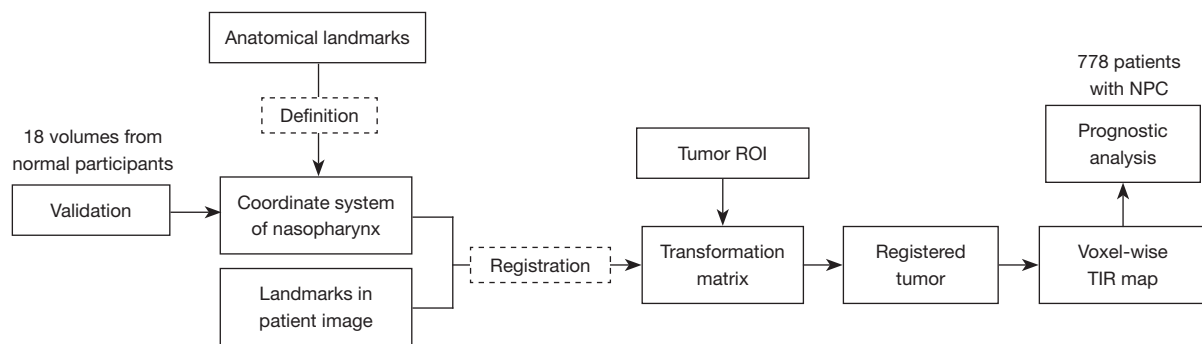 Anatomical landmarks
Definition
18 volumes from
normal participants
Validation
Coordinate system
of nasopharynx
Landmarks in
patient image
Registration
Tumor ROI
Transformation
matrix
Registered
tumor
Voxel-wise
TIR map
778 patients
with NPC
Prognostic
analysis